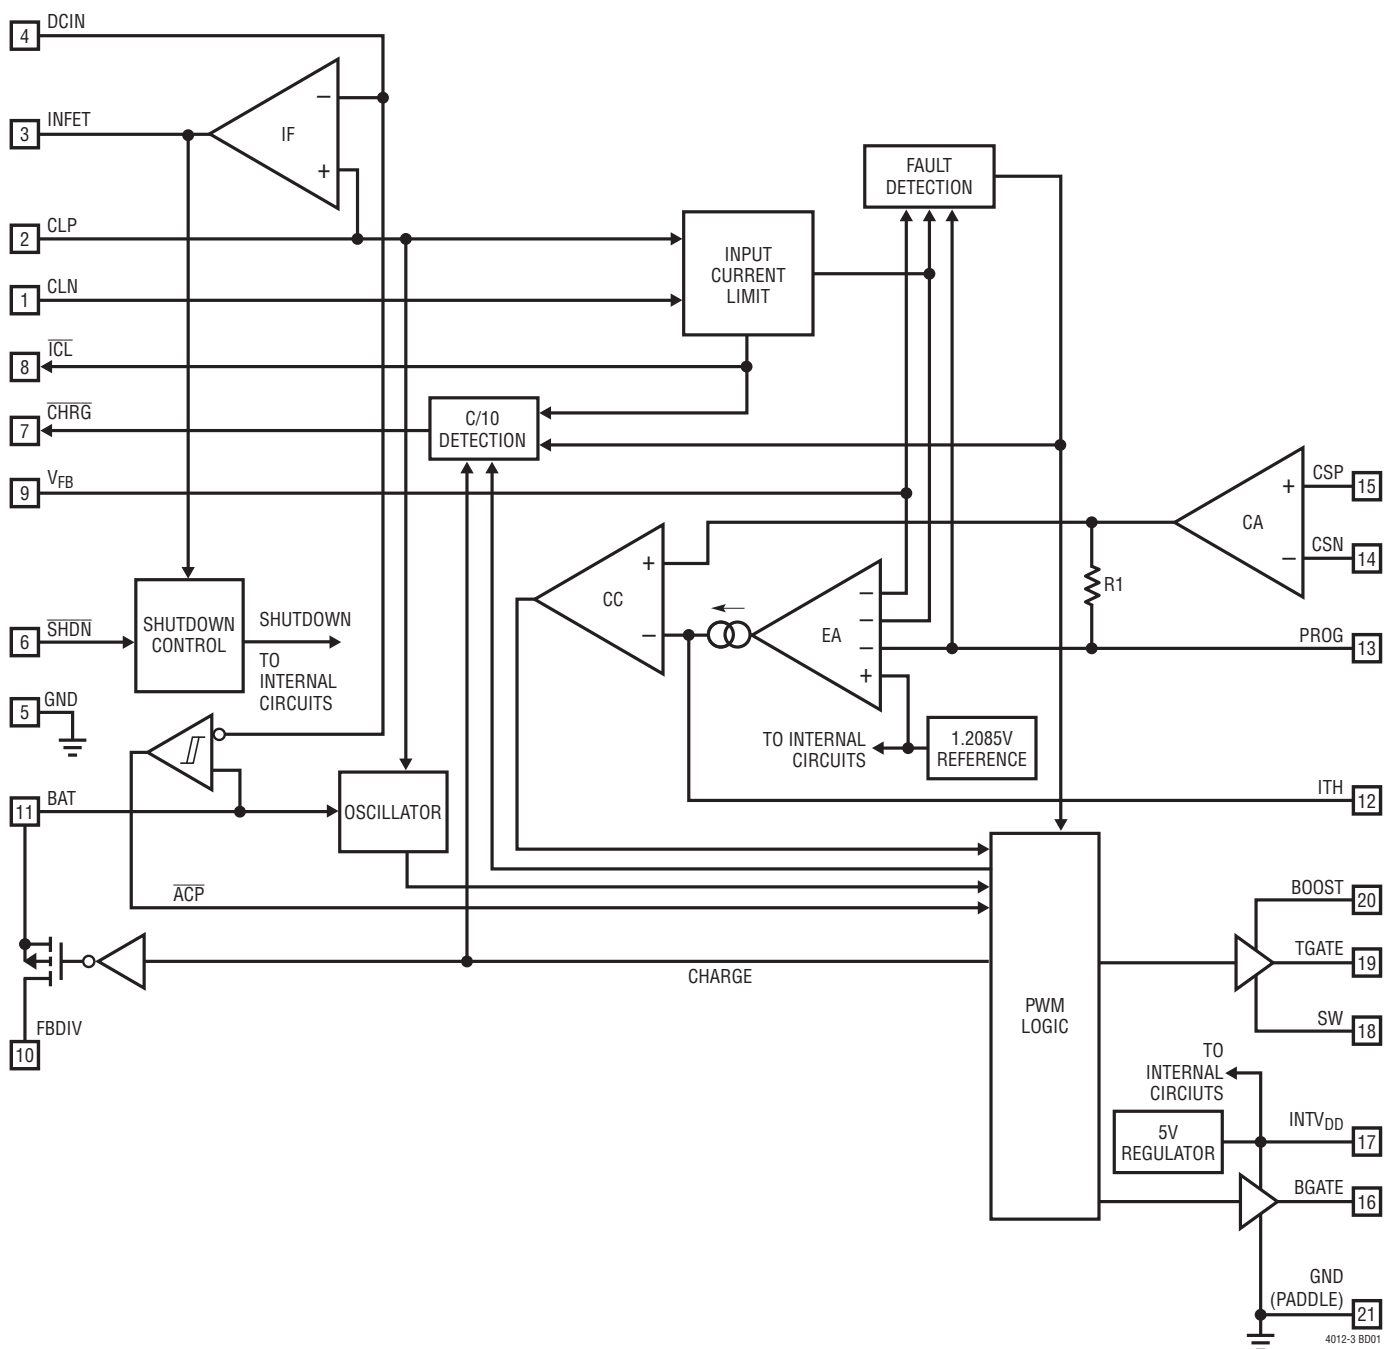 4
DCIN
3
INFET
IF
−
+
2
CLP
1
CLN
8
ICL
7
CHRG
9
VFB
INPUT
CURRENT
LIMIT
FAULT
DETECTION
C/10
DETECTION
CA
+
−
CSP
15
CSN
14
R1
PROG
13
CC
+
−
EA
−
−
−
+
1.2085V
REFERENCE
TO INTERNAL
CIRCUITS
ITH
12
6
SHDN
SHUTDOWN
CONTROL
SHUTDOWN
TO
INTERNAL
CIRCUITS
5
GND
11
BAT
OSCILLATOR
ACP
CHARGE
FBDIV
10
PWM
LOGIC
BOOST
20
TGATE
19
SW
18
TO
INTERNAL
CIRCIUTS
5V
REGULATOR
INTVDD
17
BGATE
16
GND
(PADDLE)
21
4012-3 BD01